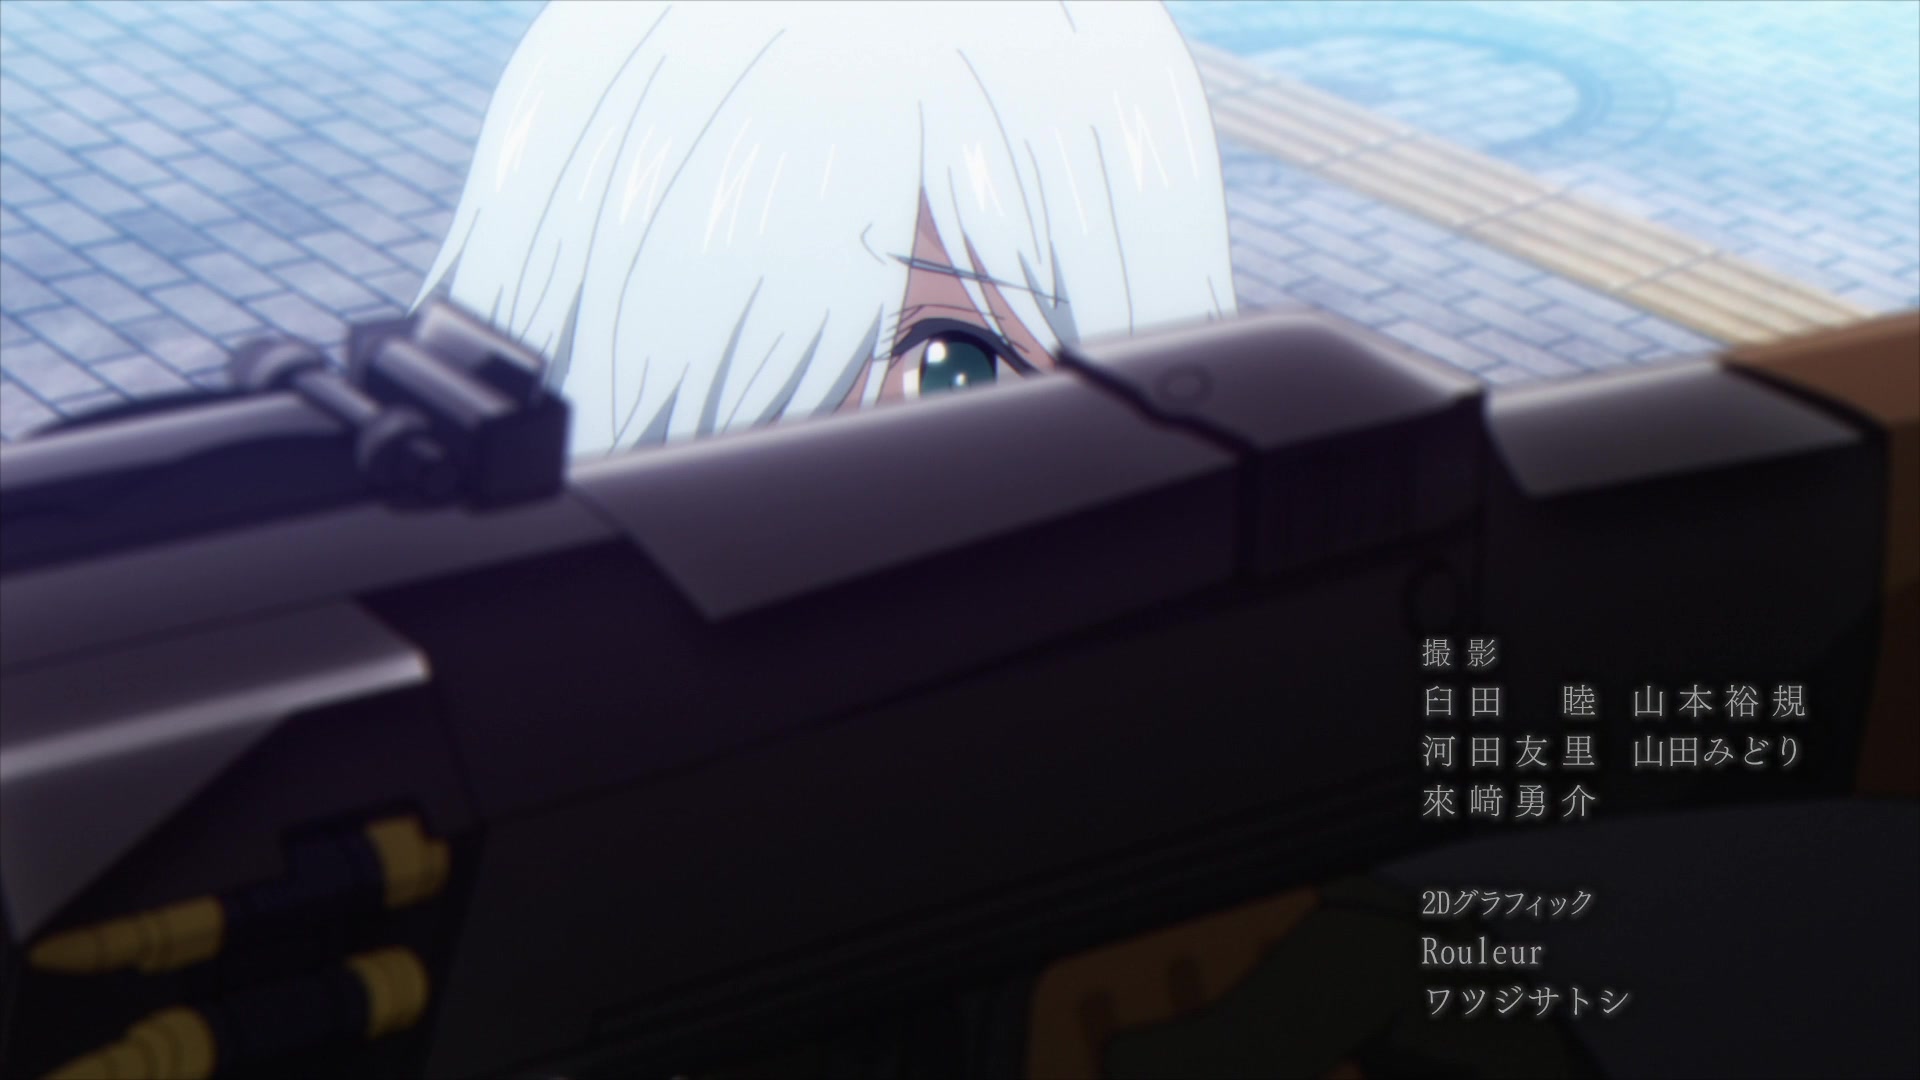 撮影
臼田　睦　山本裕規
河田友里　山田みどり
來﨑勇介
2Dグラフィック
Rouleur
ワツジサトシ